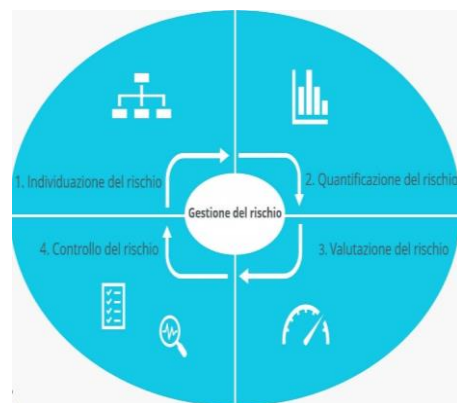 1. Individuazione del rischio
2. Quantificazione del rischio
Gestione del rischio
4. Controllo del rischio
3. Valutazione del rischio